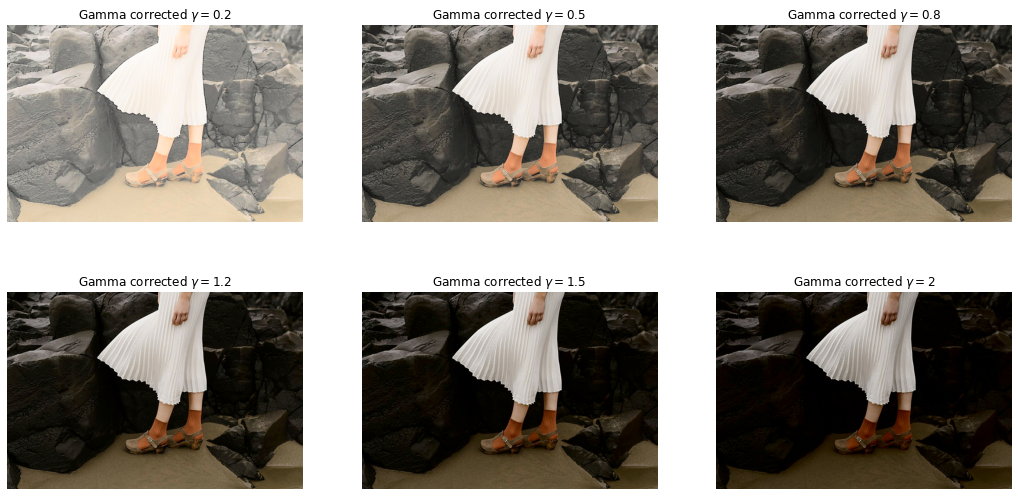 Gamma corrected γ = 0.2
Gamma corrected γ = 0.5
Gamma corrected γ = 0.8
Gamma corrected γ = 1.2
Gamma corrected γ = 1.5
Gamma corrected γ = 2